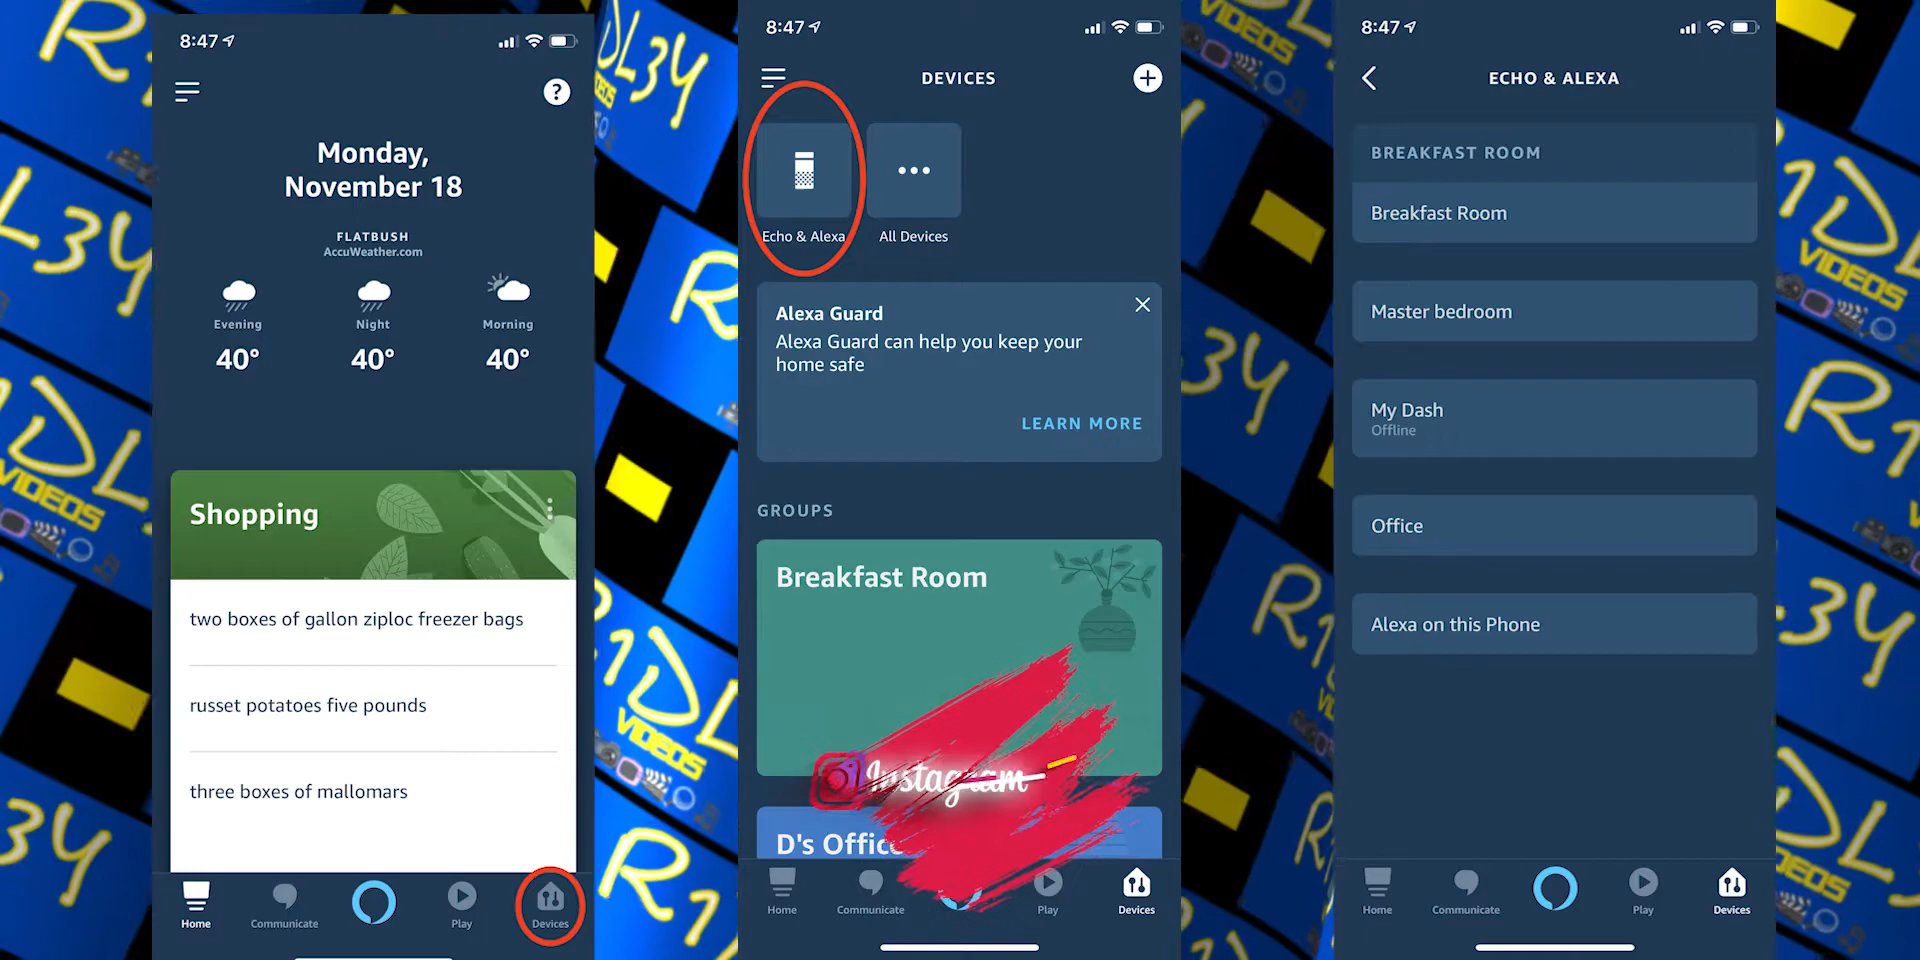 8:47
?
Monday,
November 18
FLATBUSH
AccuWeather.com
Evening
Night
Morning
40°
40°
40°
Shopping
two boxes of gallon ziploc freezer bags
russet potatoes five pounds
three boxes of mallomars
Home
Communicate
Play
Devices
8:47
DEVICES
Echo & Alexa
All Devices
Alexa Guard
Alexa Guard can help you keep your
home safe
LEARN MORE
GROUPS
Breakfast Room
Instagram
D's Office
Home
Communicate
Play
Devices
8:47
ECHO & ALEXA
BREAKFAST ROOM
Breakfast Room
Master bedroom
My Dash
Offline
Office
Alexa on this Phone
Home
Communicate
Play
Devices
R1DL3Y
VIDEOS